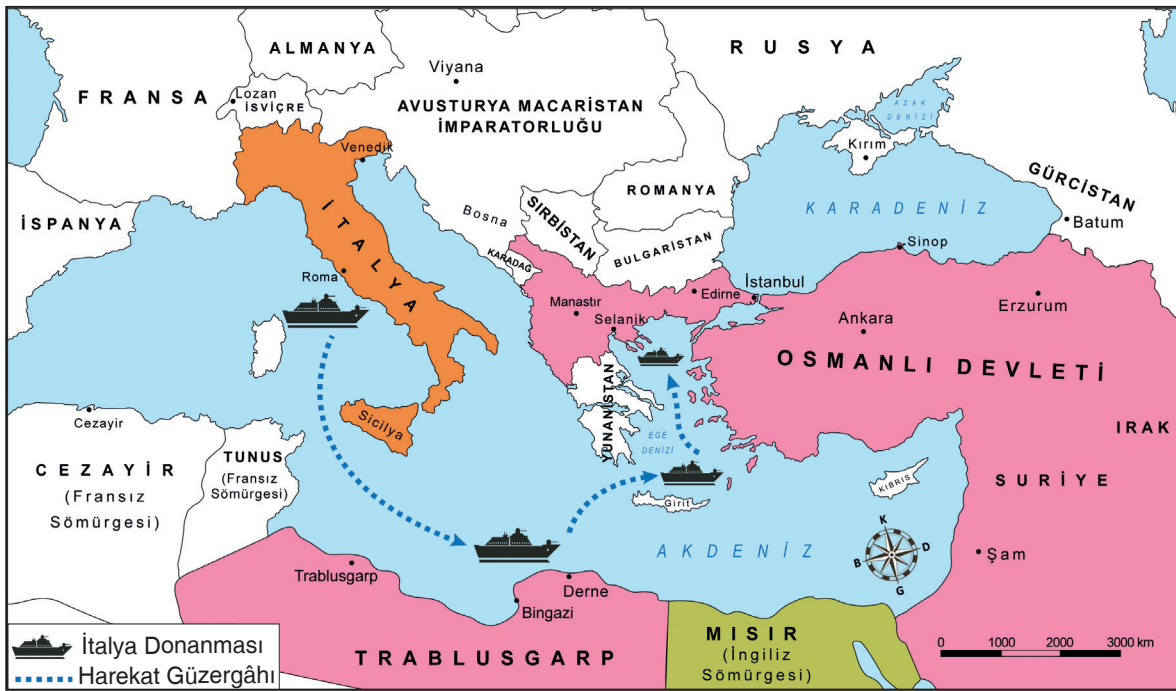 ALMANYA
RUSYA
Viyana
FRANSA
Lozan
İSVİÇRE
AVUSTURYA MACARİSTAN
İMPARATORLUĞU
AZAK
DENİZİ
Kırım
Venedik
GÜRCİSTAN
ROMANYA
İSPANYA
İTALYA
Bosna
SIRBİSTAN
KARADENİZ
Batum
BULGARİSTAN
Sinop
KARADAĞ
Roma
İstanbul
Edirne
Manastır
Erzurum
Selanik
Ankara
OSMANLI DEVLETİ
YUNANİSTAN
Sicilya
Cezayir
EGE
DENİZİ
IRAK
TUNUS
(Fransız
Sömürgesi)
CEZAYİR
(Fransız
Sömürgesi)
SURİYE
KIBRIS
Girit
K
D
B
G
AKDENİZ
Şam
Trablusgarp
Derne
Bingazi
MISIR
(İngiliz
Sömürgesi)
TRABLUSGARP
0 1000 2000 3000 km
İtalya Donanması
Harekat Güzergâhı